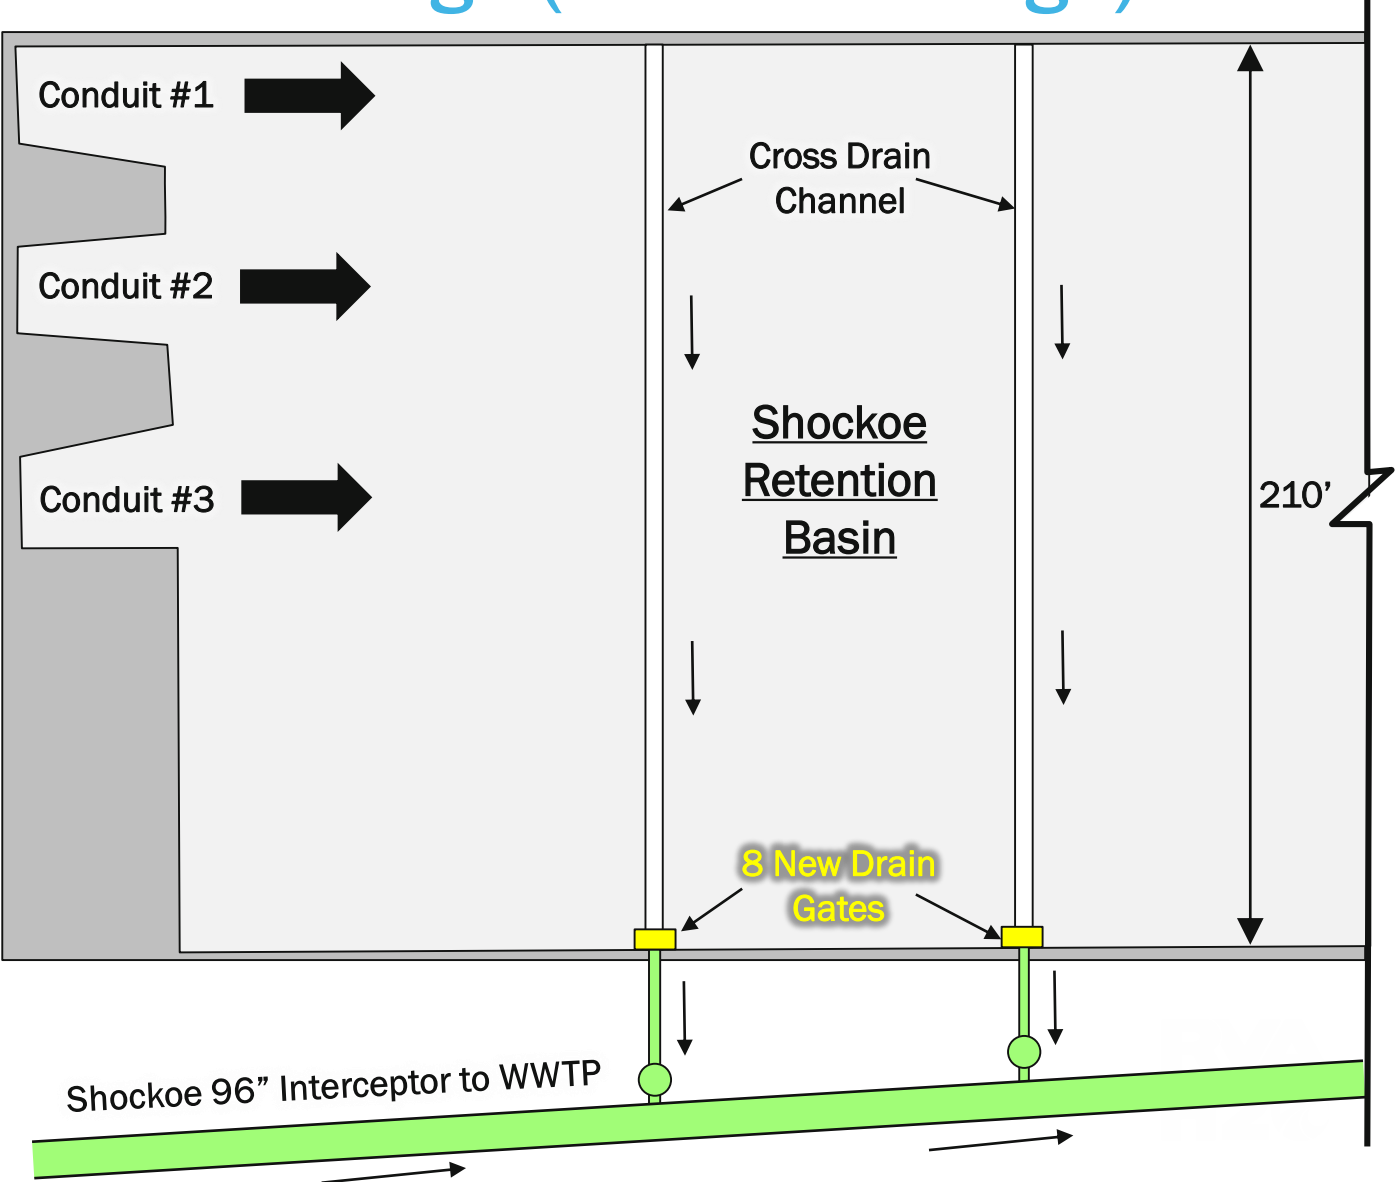 Conduit #1
Cross Drain
Channel
Conduit #2
Shockoe
Retention
Basin
210’
Conduit #3
8 New Drain
Gates
Shockoe 96” Interceptor to WWTP